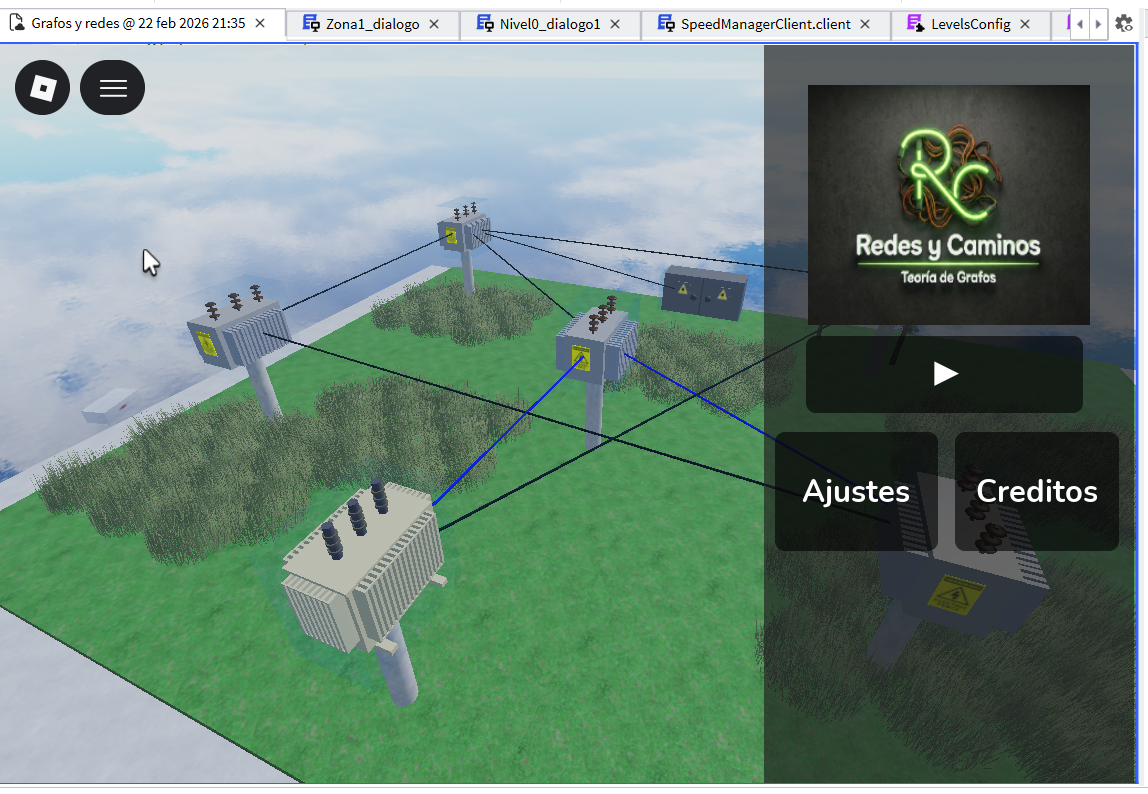 Grafos y redes @ 22 feb 2026 21:35
Zona1_dialogo
Nivel0_dialogo1
SpeedManagerClient.client
LevelsConfig
RC
Redes y Caminos
Teoría de Grafos
Ajustes
Creditos